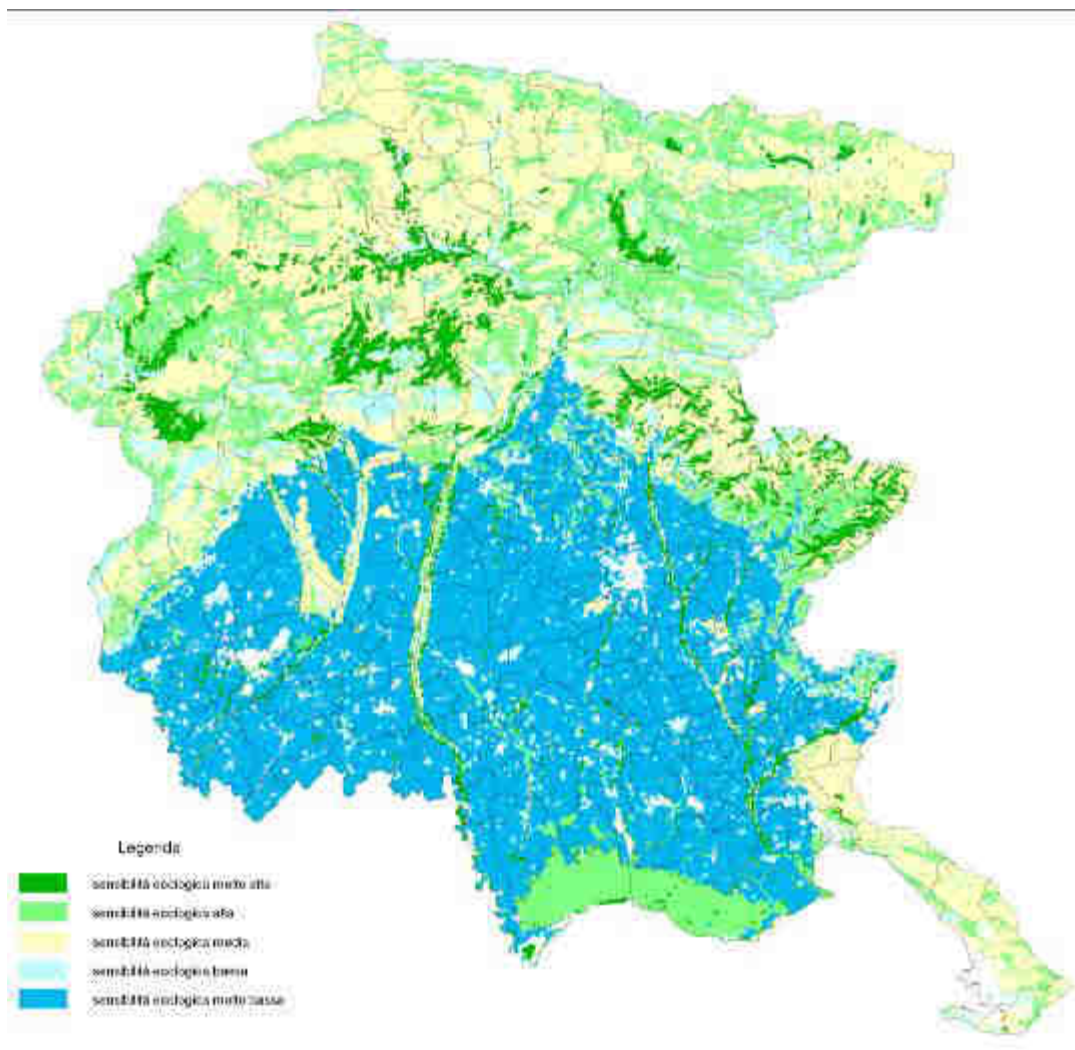 Legenda
sensibilità ecologica molto alta
sensibilità ecologica alta
sensibilità ecologica media
sensibilità ecologica bassa
sensibilità ecologica molto bassa